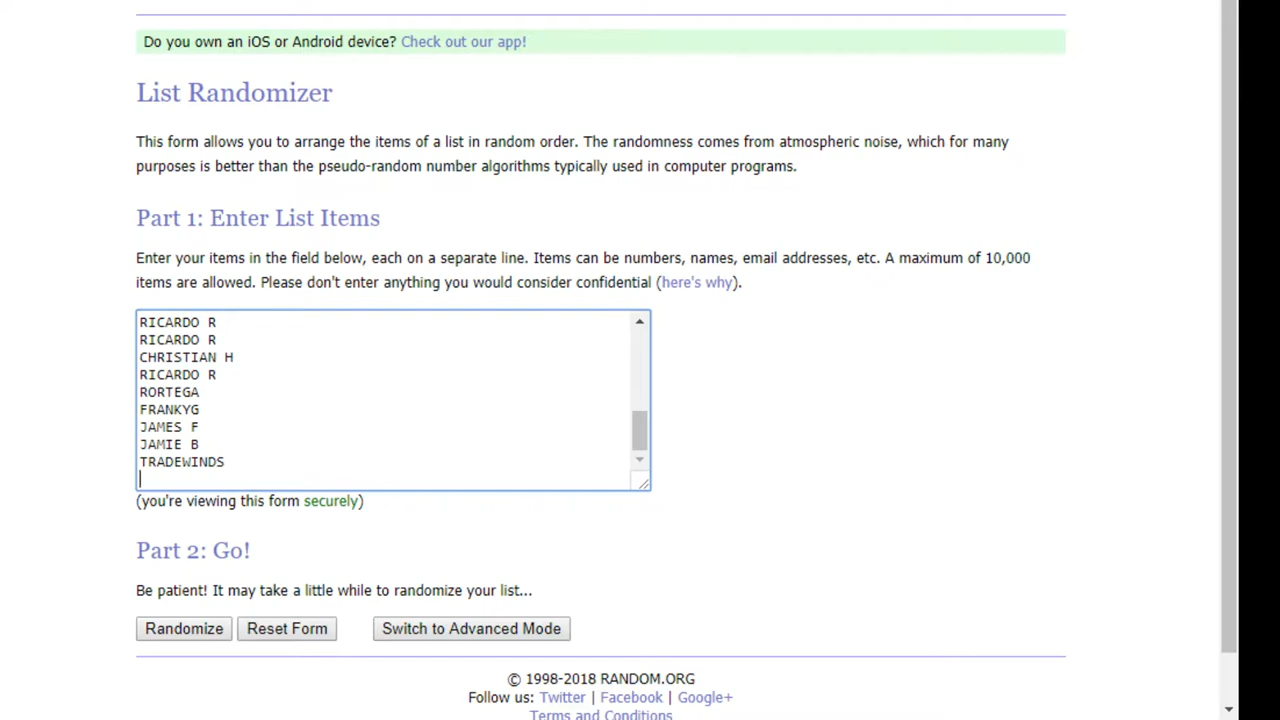 Do you own an iOS or Android device? Check out our app!
List Randomizer
This form allows you to arrange the items of a list in random order. The randomness comes from atmospheric noise, which for many
purposes is better than the pseudo-random number algorithms typically used in computer programs.
Part 1: Enter List Items
Enter your items in the field below, each on a separate line. Items can be numbers, names, email addresses, etc. A maximum of 10,000
items are allowed. Please don't enter anything you would consider confidential (here's why).
RICARDO R
RICARDO R
CHRISTIAN H
RICARDO R
RORTEGA
FRANKYG
JAMES F
JAMIE B
TRADEWINDS
(you're viewing this form securely)
Part 2: Go!
Be patient! It may take a little while to randomize your list...
Randomize Reset Form Switch to Advanced Mode
© 1998-2018 RANDOM.ORG
Follow us: Twitter | Facebook | Google+
Terms and Conditions